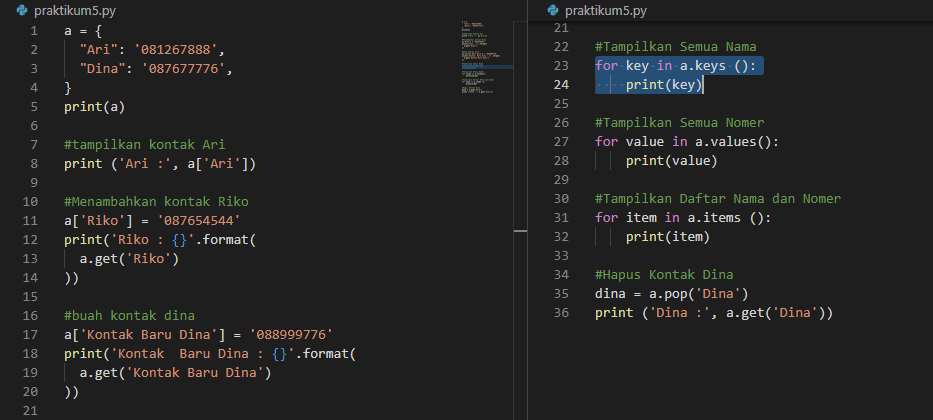 praktikum5.py
1 a = {
2   "Ari": '081267888',
3   "Dina": '087677776',
4 }
5 print(a)
6
7 #tampilkan kontak Ari
8 print ('Ari :', a['Ari'])
9
10 #Menambahkan kontak Riko
11 a['Riko'] = '087654544'
12 print('Riko : {}'.format(
13   a.get('Riko')
14 ))
15
16 #buah kontak dina
17 a['Kontak Baru Dina'] = '088999776'
18 print('Kontak  Baru Dina : {}'.format(
19   a.get('Kontak Baru Dina')
20 ))
21
praktikum5.py
21
22 #Tampilkan Semua Nama
23 for key in a.keys ():
24     print(key)
25
26 #Tampilkan Semua Nomer
27 for value in a.values():
28     print(value)
29
30 #Tampilkan Daftar Nama dan Nomer
31 for item in a.items ():
32     print(item)
33
34 #Hapus Kontak Dina
35 dina = a.pop('Dina')
36 print ('Dina :', a.get('Dina'))